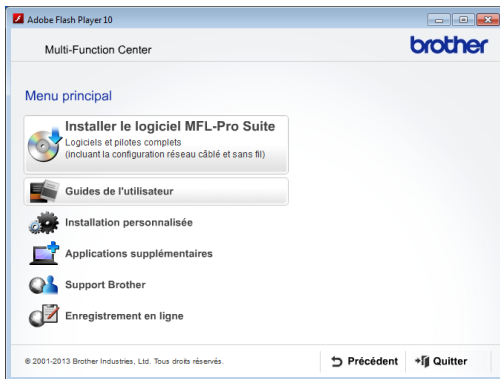 Adobe Flash Player 10
Multi-Function Center
brother
Menu principal
Installer le logiciel MFL-Pro Suite
Logiciels et pilotes complets
(incluant la configuration réseau câblé et sans fil)
Guides de l'utilisateur
Installation personnalisée
Applications supplémentaires
Support Brother
Enregistrement en ligne
© 2001-2013 Brother Industries, Ltd. Tous droits réservés.
Précédent
Quitter